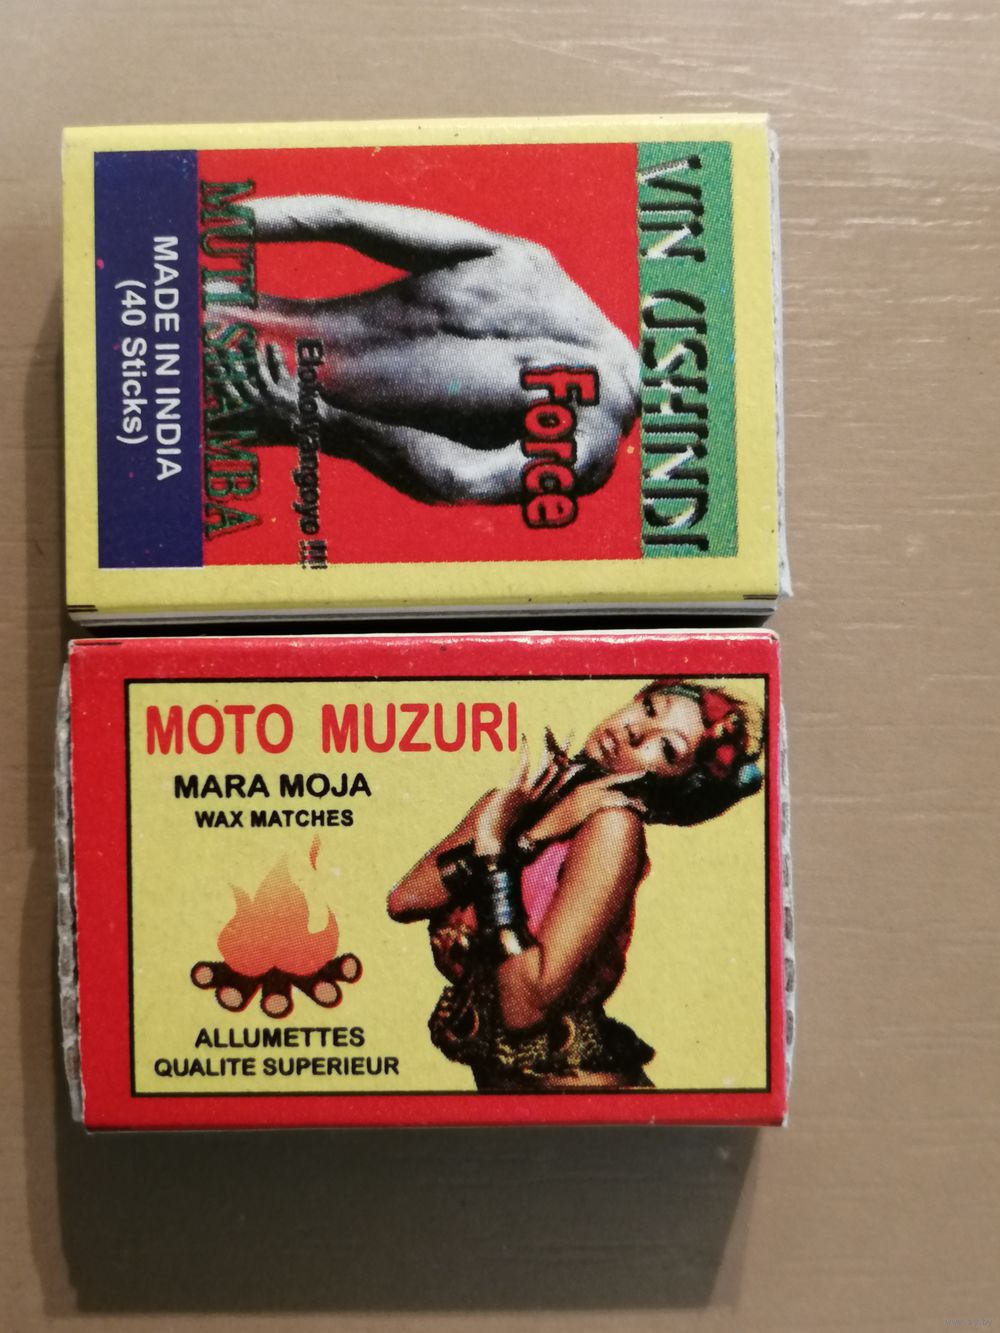 VIN USHINDI
Force
Eloko yangoyo !!!
MUTI SHAMBA
MADE IN INDIA
(40 Sticks)
MOTO MUZURI
MARA MOJA
WAX MATCHES
ALLUMETTES
QUALITE SUPERIEUR